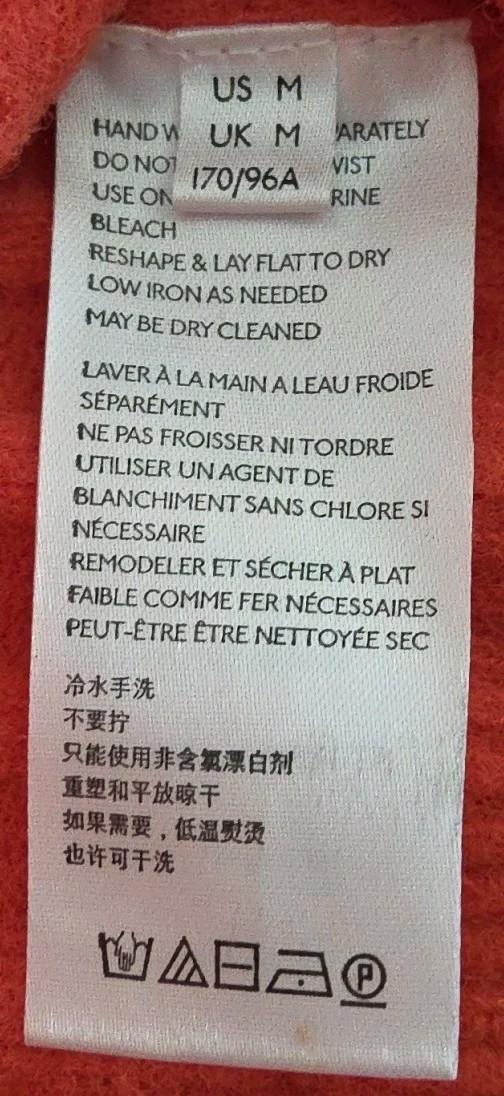 US M
UK M
170/96A
HAND W ARATELY
DO NOT WIST
USE ON RINE
BLEACH
RESHAPE & LAY FLAT TO DRY
LOW IRON AS NEEDED
MAY BE DRY CLEANED
LAVER À LA MAIN A LEAU FROIDE
SÉPARÉMENT
NE PAS FROISSER NI TORDRE
UTILISER UN AGENT DE
BLANCHIMENT SANS CHLORE SI
NÉCESSAIRE
REMODELER ET SÉCHER À PLAT
FAIBLE COMME FER NÉCESSAIRES
PEUT-ÊTRE ÊTRE NETTOYÉE SEC
冷水手洗
不要拧
只能使用非含氯漂白剂
重塑和平放晾干
如果需要，低温熨烫
也许可干洗
P